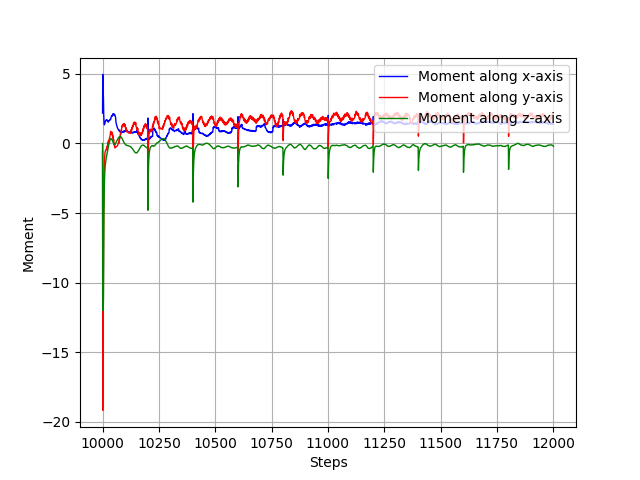 Moment along x-axis
Moment along y-axis
Moment along z-axis
5
0
−5
−10
−15
−20
Moment
10000 10250 10500 10750 11000 11250 11500 11750 12000
Steps